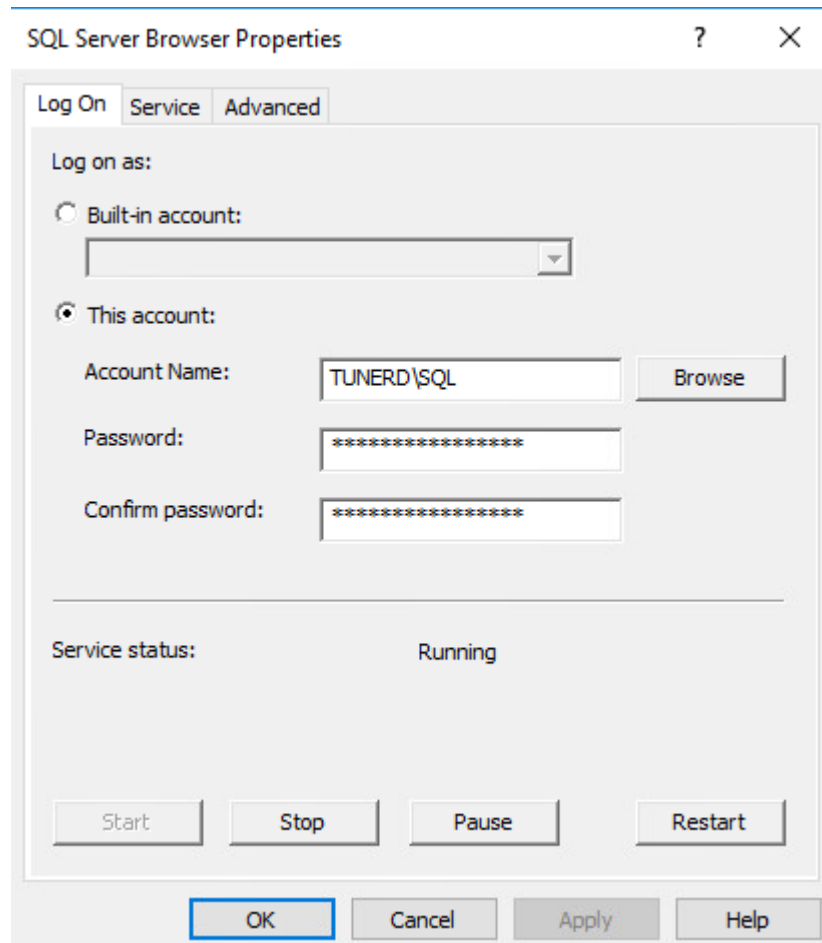 SQL Server Browser Properties ? ×
Log On Service Advanced
Log on as:
Built-in account:
This account:
Account Name: TUNERD\SQL Browse
Password: ****************
Confirm password: ****************
Service status: Running
Start Stop Pause Restart
OK Cancel Apply Help